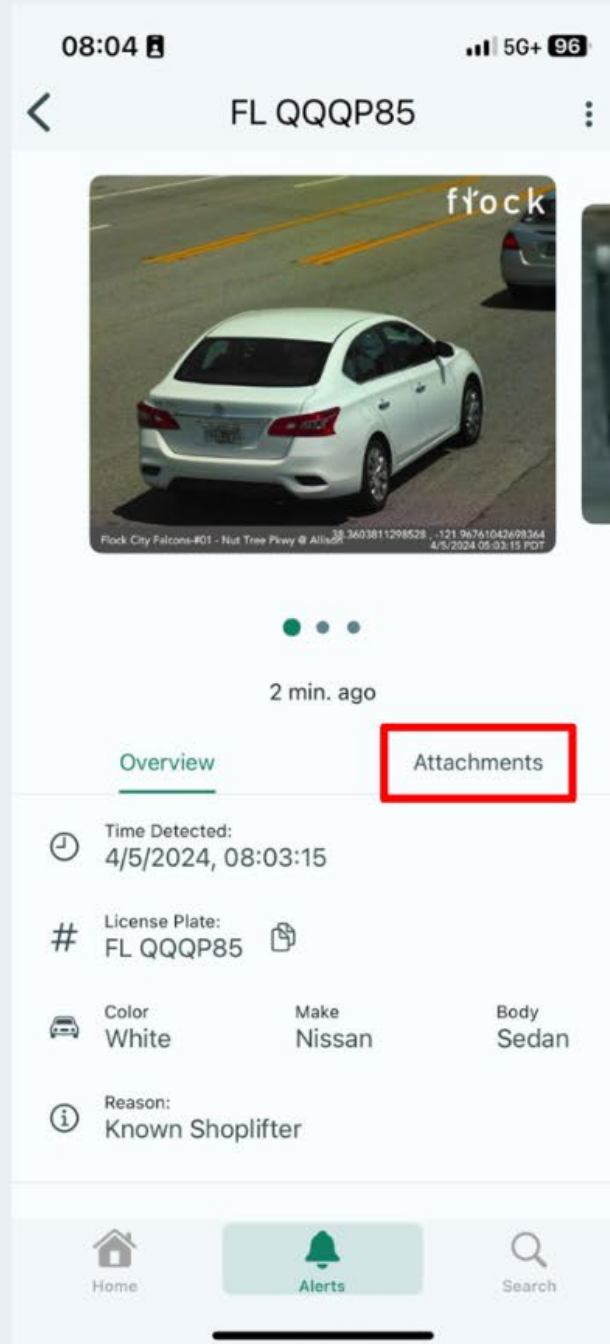 08:04 5G+ 96
FL QQQP85
flock
Flock City Falcons-#01 - Nut Tree Pkwy @ Allison
38.3603811298528 , -121.96761042698364
4/5/2024 05:03:15 PDT
2 min. ago
Overview Attachments
Time Detected:
4/5/2024, 08:03:15
# License Plate:
FL QQQP85
Color Make Body
White Nissan Sedan
Reason:
Known Shoplifter
Home Alerts Search